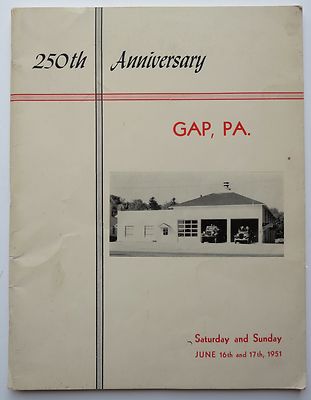 250th Anniversary
GAP, PA.
Saturday and Sunday
JUNE 16th and 17th, 1951